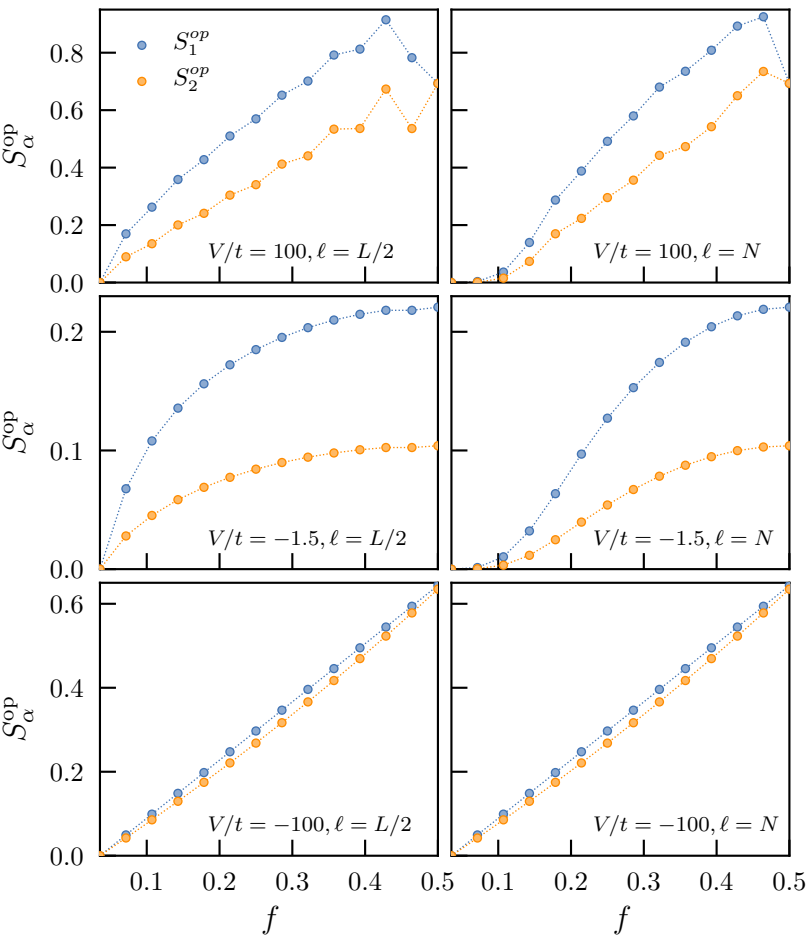 S_1^{op}
S_2^{op}
0.8
0.6
0.4
0.2
0.0
S_α^{op}
V/t = 100, ℓ = L/2
V/t = 100, ℓ = N
0.2
0.1
0.0
S_α^{op}
V/t = −1.5, ℓ = L/2
V/t = −1.5, ℓ = N
0.6
0.4
0.2
0.0
S_α^{op}
V/t = −100, ℓ = L/2
V/t = −100, ℓ = N
0.1 0.2 0.3 0.4 0.5
0.1 0.2 0.3 0.4 0.5
f
f